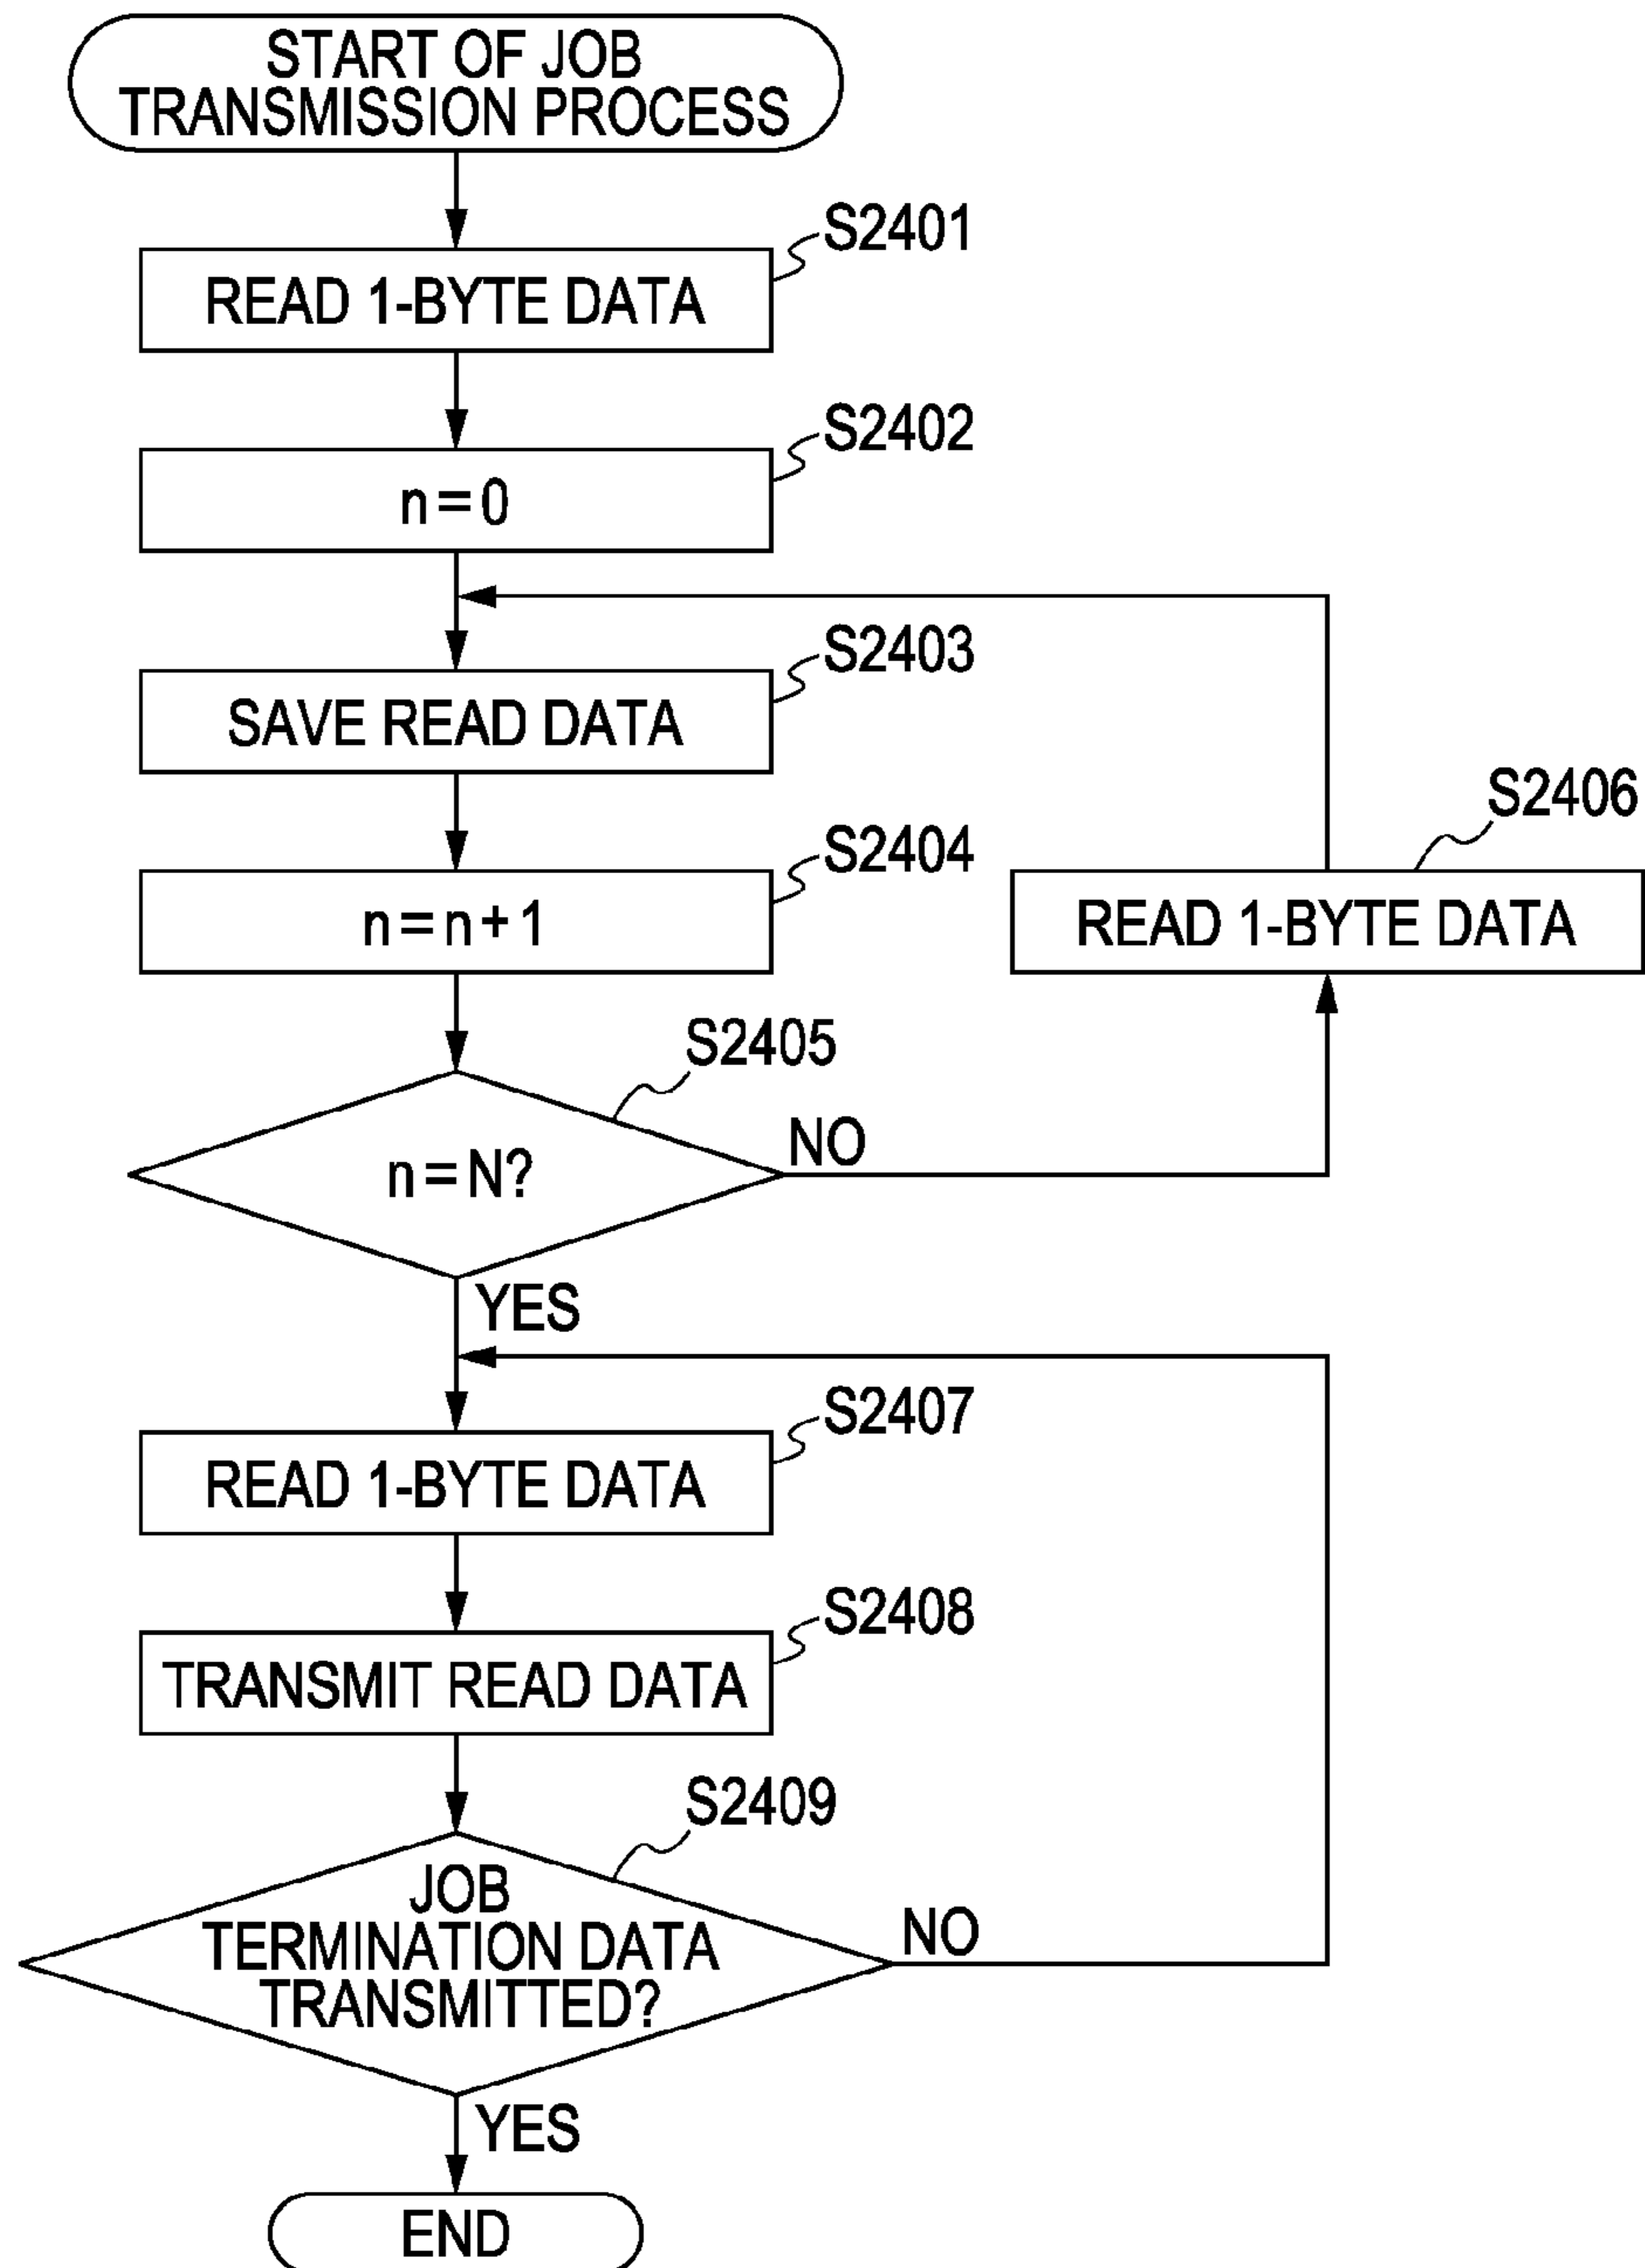 START OF JOB
TRANSMISSION PROCESS
S2401
READ 1-BYTE DATA
S2402
n=0
S2403
SAVE READ DATA
S2404
n=n+1
S2406
READ 1-BYTE DATA
S2405
n=N?
NO
YES
S2407
READ 1-BYTE DATA
S2408
TRANSMIT READ DATA
S2409
JOB
TERMINATION DATA
TRANSMITTED?
NO
YES
END